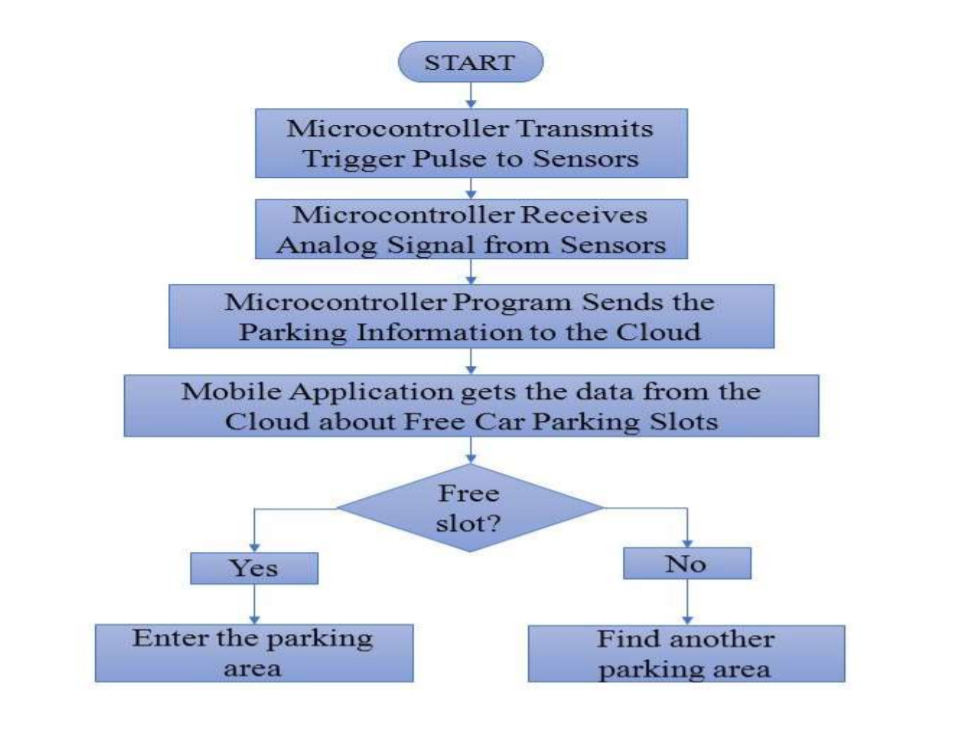 START
Microcontroller Transmits
Trigger Pulse to Sensors
Microcontroller Receives
Analog Signal from Sensors
Microcontroller Program Sends the
Parking Information to the Cloud
Mobile Application gets the data from the
Cloud about Free Car Parking Slots
Free
slot?
Yes
No
Enter the parking
area
Find another
parking area